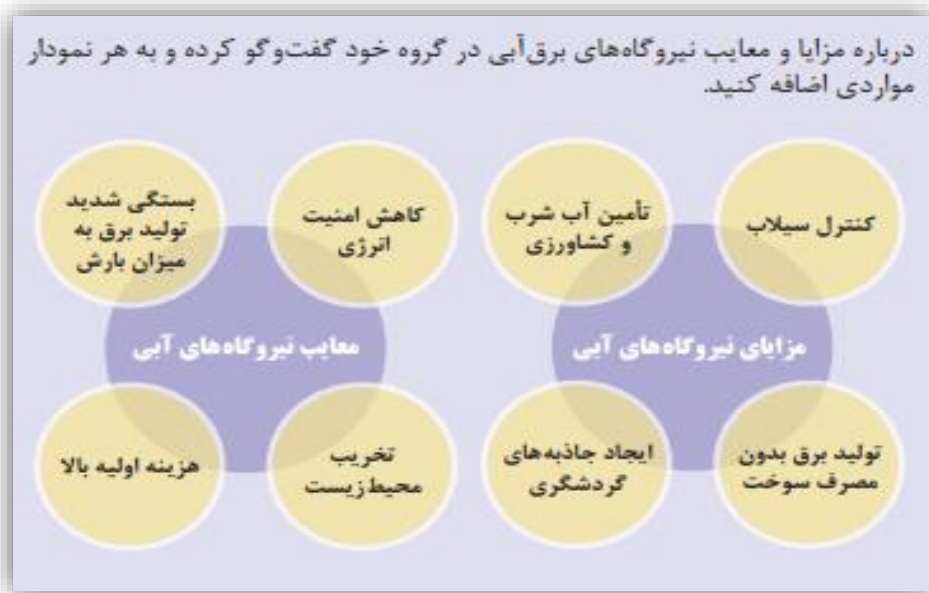 درباره مزایا و معایب نیروگاه‌های برق‌آبی در گروه خود گفت‌وگو کرده و به هر نمودار
مواردی اضافه کنید.
کنترل سیلاب
تأمین آب شرب
و کشاورزی
مزایای نیروگاه‌های آبی
تولید برق بدون
مصرف سوخت
ایجاد جاذبه‌های
گردشگری
کاهش امنیت
انرژی
بستگی شدید
تولید برق به
میزان بارش
معایب نیروگاه‌های آبی
تخریب
محیط‌زیست
هزینه اولیه بالا